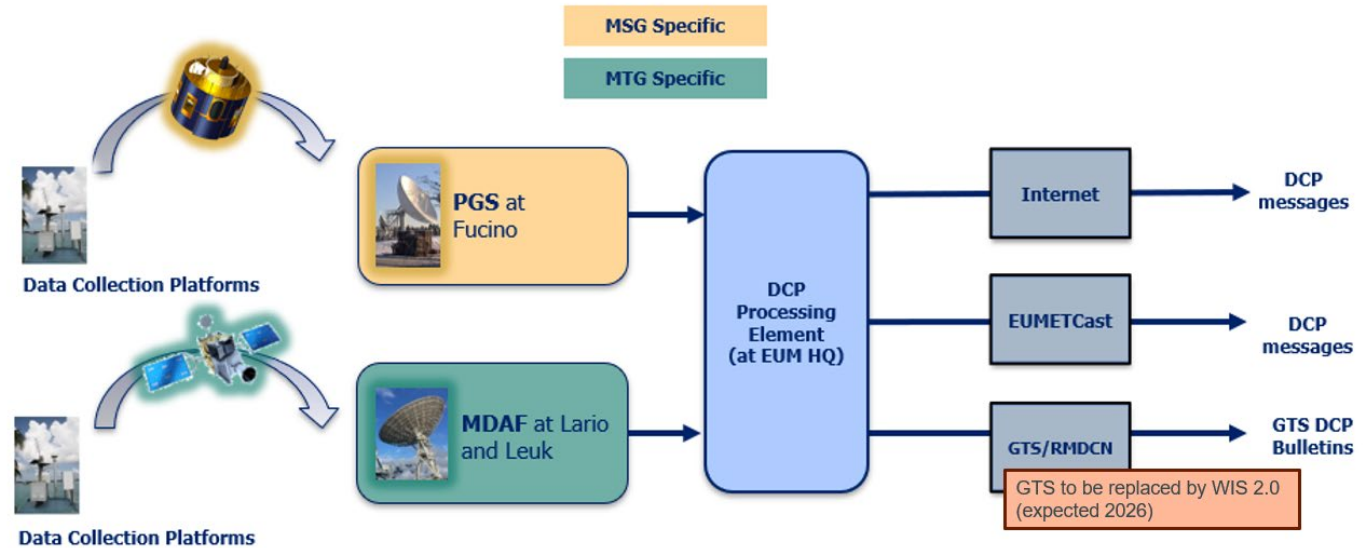 MSG Specific
MTG Specific
Data Collection Platforms
PGS at
Fucino
Data Collection Platforms
MDAF at Lario
and Leuk
DCP
Processing
Element
(at EUM HQ)
Internet
DCP
messages
EUMETCast
DCP
messages
GTS/RMDCN
GTS DCP
Bulletins
GTS to be replaced by WIS 2.0
(expected 2026)